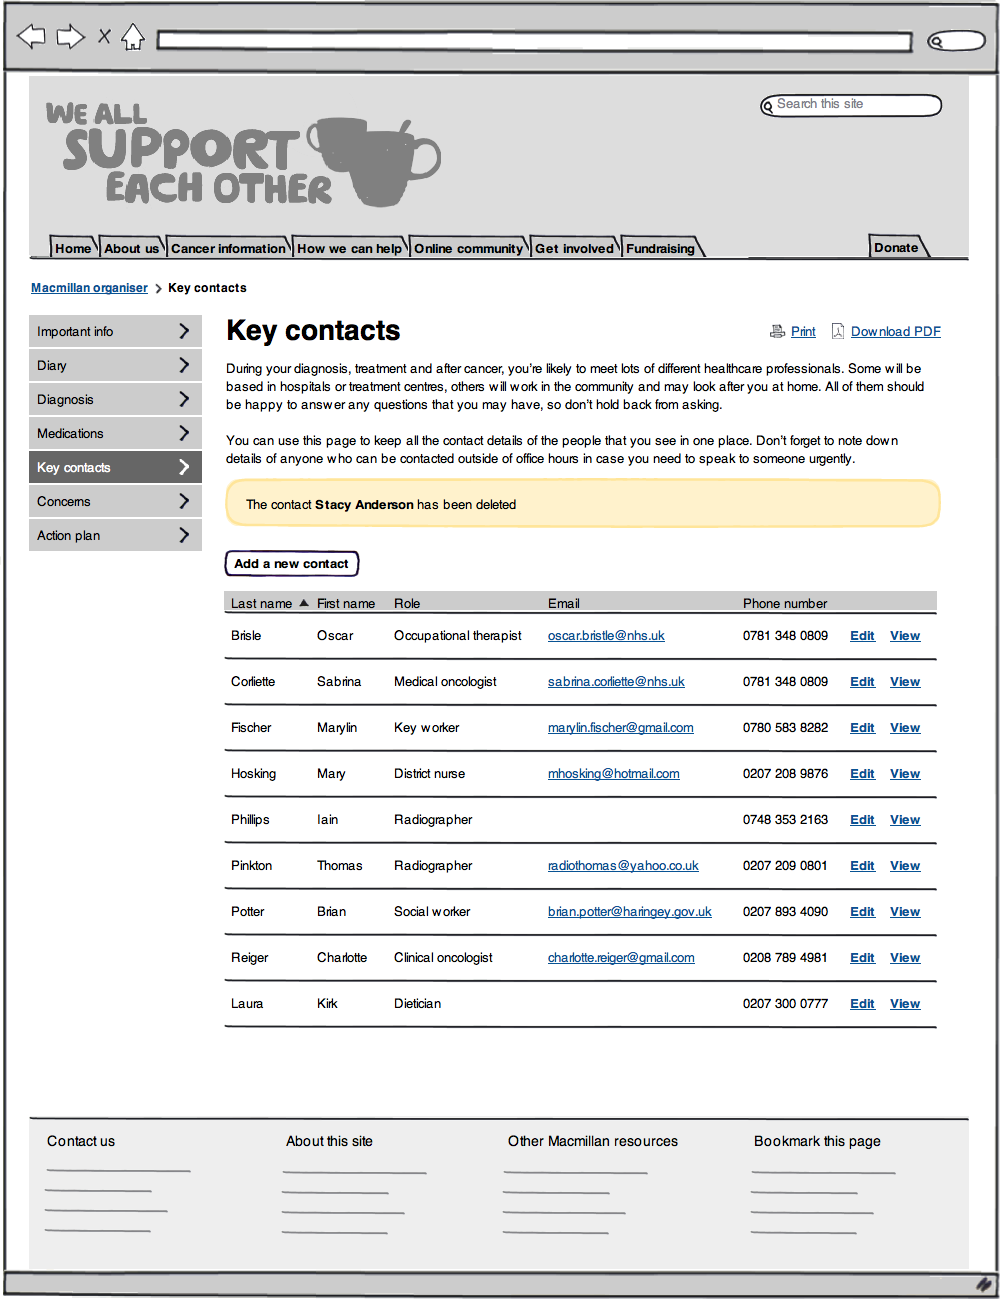 Search this site
WE ALL
SUPPORT
EACH OTHER
Home About us Cancer information How we can help Online community Get involved Fundraising Donate
Macmillan organiser Key contacts
Important info
Diary
Diagnosis
Medications
Key contacts
Concerns
Action plan
Key contacts
Print Download PDF
During your diagnosis, treatment and after cancer, you're likely to meet lots of different healthcare professionals. Some will be
based in hospitals or treatment centres, others will work in the community and may look after you at home. All of them should
be happy to answer any questions that you may have, so don't hold back from asking.
You can use this page to keep all the contact details of the people that you see in one place. Don't forget to note down
details of anyone who can be contacted outside of office hours in case you need to speak to someone urgently.
The contact Stacy Anderson has been deleted
Add a new contact
Last name First name Role Email Phone number
Brisle Oscar Occupational therapist oscar.bristle@nhs.uk 0781 348 0809 Edit View
Corliette Sabrina Medical oncologist sabrina.corliette@nhs.uk 0781 348 0809 Edit View
Fischer Marylin Key worker marylin.fischer@gmail.com 0780 583 8282 Edit View
Hosking Mary District nurse mhosking@hotmail.com 0207 208 9876 Edit View
Phillips Iain Radiographer 0748 353 2163 Edit View
Pinkton Thomas Radiographer radiothomas@yahoo.co.uk 0207 209 0801 Edit View
Potter Brian Social worker brian.potter@haringey.gov.uk 0207 893 4090 Edit View
Reiger Charlotte Clinical oncologist charlotte.reiger@gmail.com 0208 789 4981 Edit View
Laura Kirk Dietician 0207 300 0777 Edit View
Contact us About this site Other Macmillan resources Bookmark this page